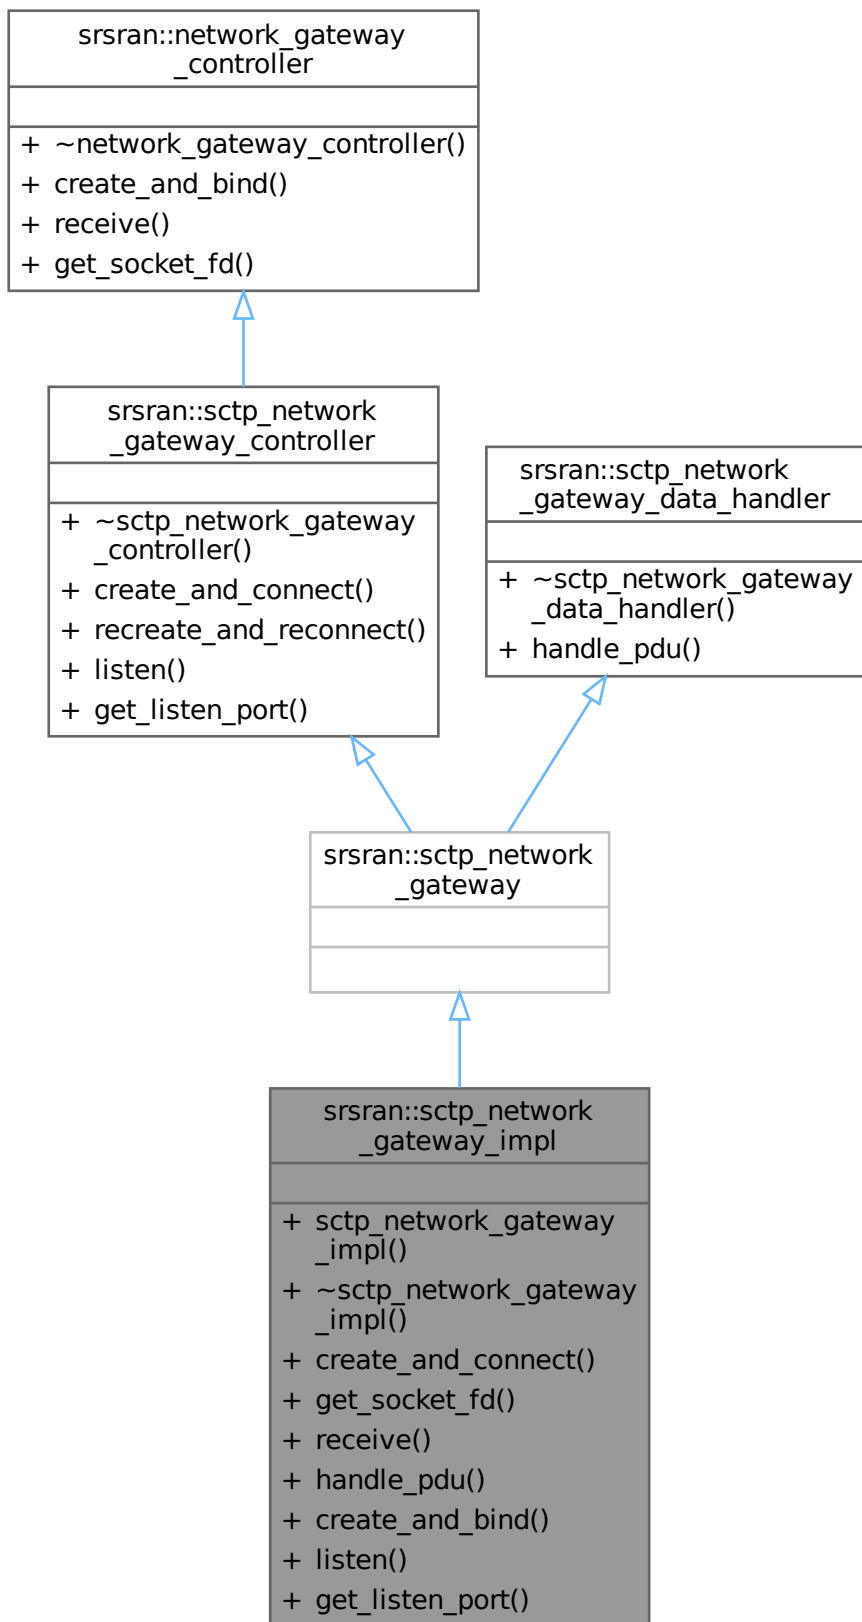 srsran::network_gateway
_controller
+ ~network_gateway_controller()
+ create_and_bind()
+ receive()
+ get_socket_fd()
srsran::sctp_network
_gateway_controller
+ ~sctp_network_gateway
_controller()
+ create_and_connect()
+ recreate_and_reconnect()
+ listen()
+ get_listen_port()
srsran::sctp_network
_gateway_data_handler
+ ~sctp_network_gateway
_data_handler()
+ handle_pdu()
srsran::sctp_network
_gateway
srsran::sctp_network
_gateway_impl
+ sctp_network_gateway
_impl()
+ ~sctp_network_gateway
_impl()
+ create_and_connect()
+ get_socket_fd()
+ receive()
+ handle_pdu()
+ create_and_bind()
+ listen()
+ get_listen_port()